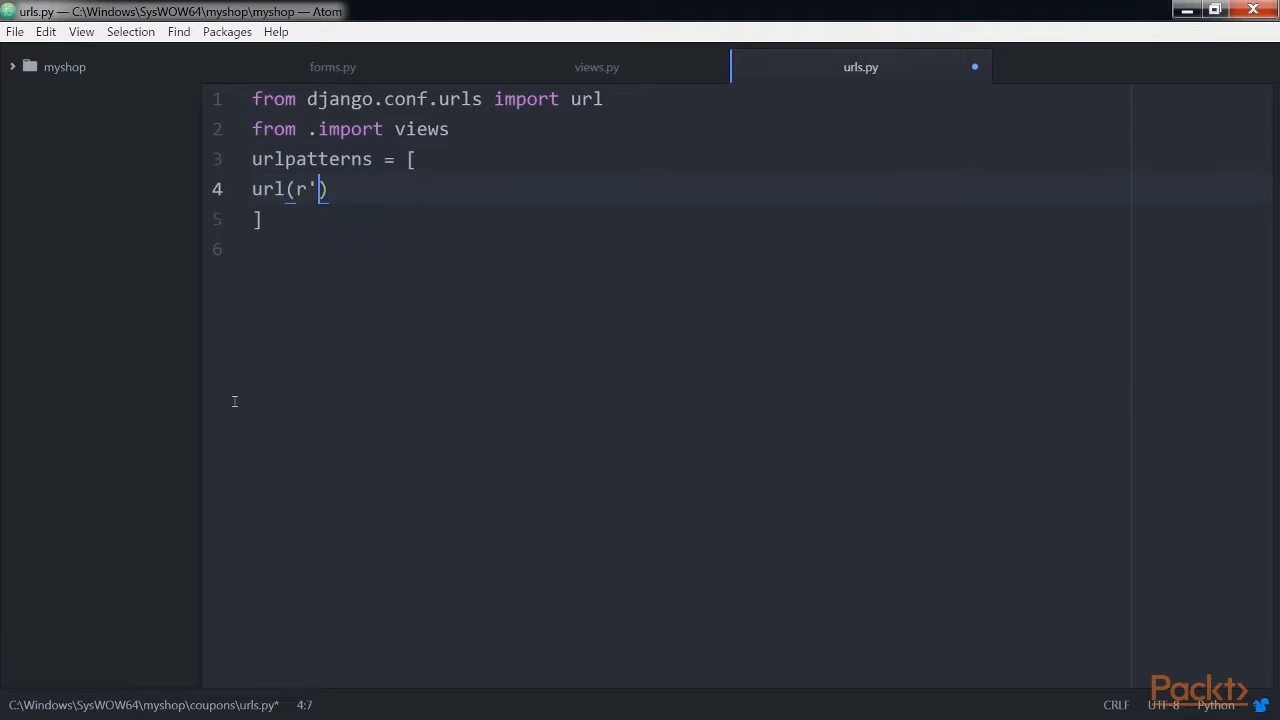 urls.py — C:\Windows\SysWOW64\myshop\myshop — Atom
File Edit View Selection Find Packages Help
myshop
forms.py views.py urls.py
1 from django.conf.urls import url
2 from .import views
3 urlpatterns = [
4 url(r')
5 ]
6
Packt>
C:\Windows\SysWOW64\myshop\coupons\urls.py* 4:7 CRLF UTF-8 Python